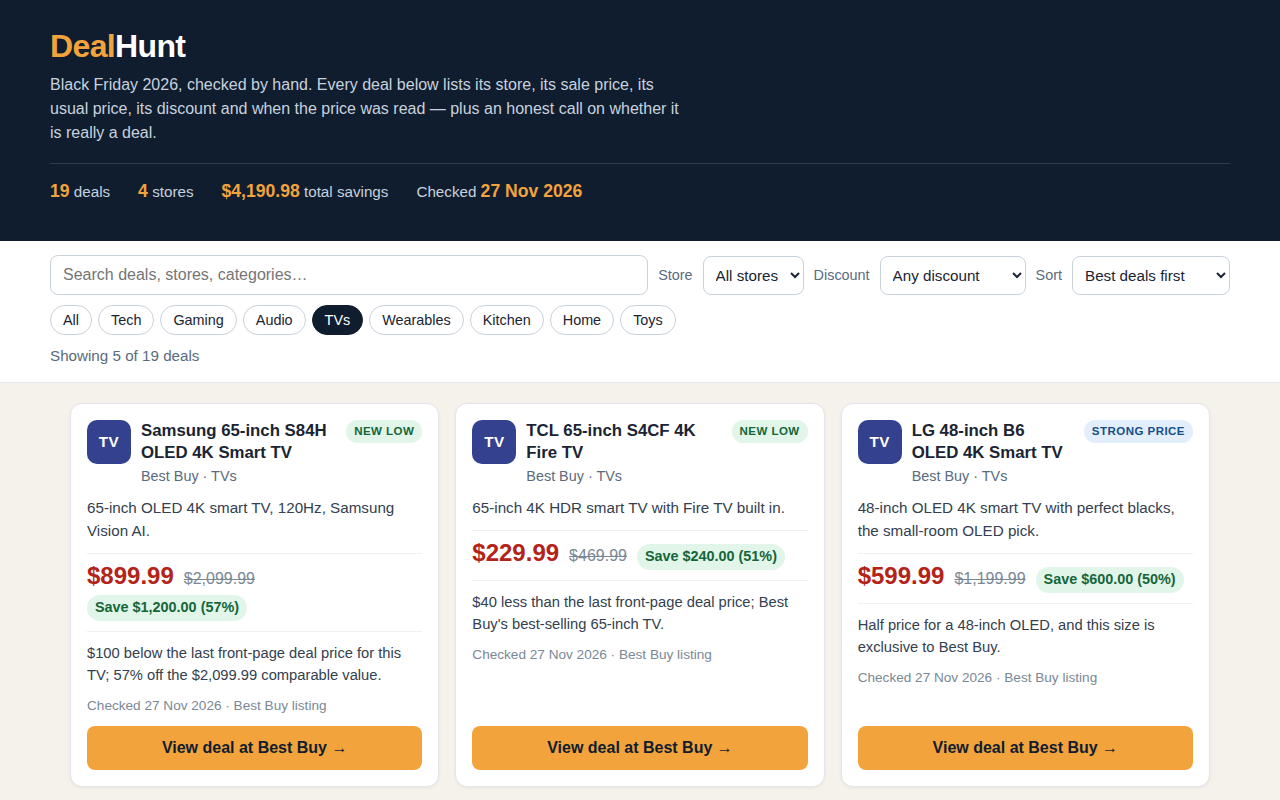 DealHunt
Black Friday 2026, checked by hand. Every deal below lists its store, its sale price, its
usual price, its discount and when the price was read — plus an honest call on whether it
is really a deal.
19 deals 4 stores $4,190.98 total savings Checked 27 Nov 2026
Search deals, stores, categories… Store All stores Discount Any discount Sort Best deals first
All Tech Gaming Audio TVs Wearables Kitchen Home Toys
Showing 5 of 19 deals
TV
Samsung 65-inch S84H
OLED 4K Smart TV
NEW LOW
Best Buy · TVs
65-inch OLED 4K smart TV, 120Hz, Samsung
Vision AI.
$899.99 $2,099.99
Save $1,200.00 (57%)
$100 below the last front-page deal price for this
TV; 57% off the $2,099.99 comparable value.
Checked 27 Nov 2026 · Best Buy listing
View deal at Best Buy →
TV
TCL 65-inch S4CF 4K
Fire TV
NEW LOW
Best Buy · TVs
65-inch 4K HDR smart TV with Fire TV built in.
$229.99 $469.99 Save $240.00 (51%)
$40 less than the last front-page deal price; Best
Buy's best-selling 65-inch TV.
Checked 27 Nov 2026 · Best Buy listing
View deal at Best Buy →
TV
LG 48-inch B6
OLED 4K Smart TV
STRONG PRICE
Best Buy · TVs
48-inch OLED 4K smart TV with perfect blacks,
the small-room OLED pick.
$599.99 $1,199.99 Save $600.00 (50%)
Half price for a 48-inch OLED, and this size is
exclusive to Best Buy.
Checked 27 Nov 2026 · Best Buy listing
View deal at Best Buy →